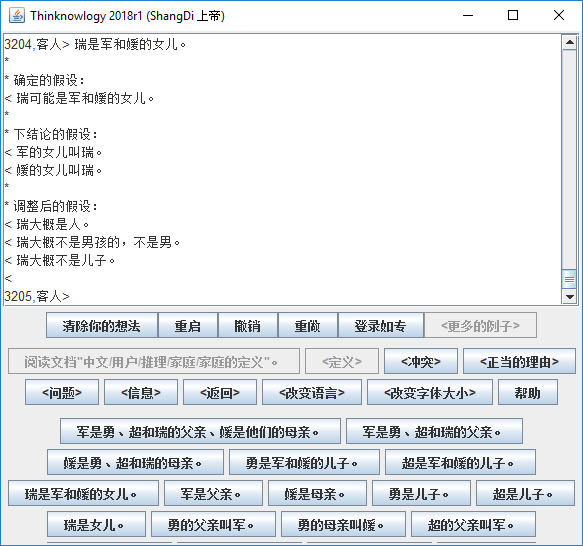 Thinknowlogy 2018r1 (ShangDi 上帝)
3204,客人> 瑞是军和媛的女儿。
*
* 确定的假设：
< 瑞可能是军和媛的女儿。
*
* 下结论的假设：
< 军的女儿叫瑞。
< 媛的女儿叫瑞。
*
* 调整后的假设：
< 瑞大概是人。
< 瑞大概不是男孩的，不是男。
< 瑞大概不是儿子。
<
3205,客人>
清除你的想法 重启 撤销 重做 登录如专 <更多的例子>
阅读文档"中文/用户/推理/家庭/家庭的定义"。 <定义> <冲突> <正当的理由>
<问题> <信息> <返回> <改变语言> <改变字体大小> 帮助
军是勇、超和瑞的父亲、媛是他们的母亲。 军是勇、超和瑞的父亲。
媛是勇、超和瑞的母亲。 勇是军和媛的儿子。 超是军和媛的儿子。
瑞是军和媛的女儿。 军是父亲。 媛是母亲。 勇是儿子。 超是儿子。
瑞是女儿。 勇的父亲叫军。 勇的母亲叫媛。 超的父亲叫军。